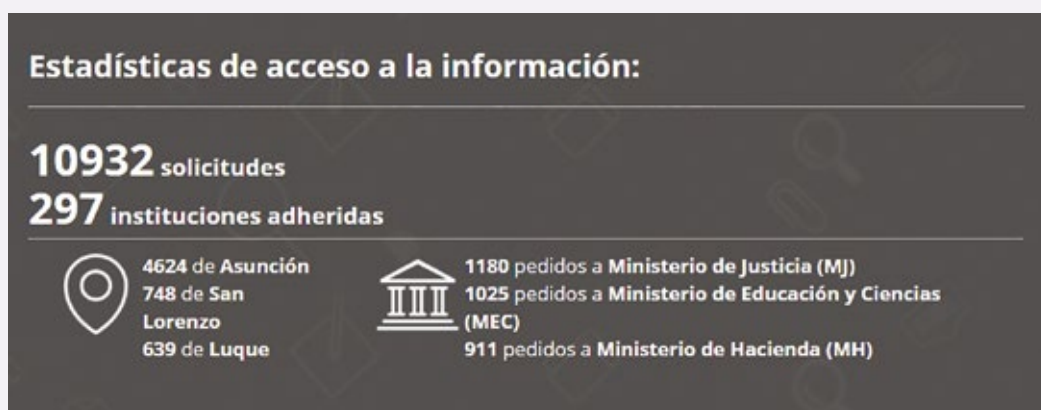 Estadísticas de acceso a la información:
10932 solicitudes
297 instituciones adheridas
4624 de Asunción
748 de San
Lorenzo
639 de Luque
1180 pedidos a Ministerio de Justicia (MJ)
1025 pedidos a Ministerio de Educación y Ciencias
(MEC)
911 pedidos a Ministerio de Hacienda (MH)